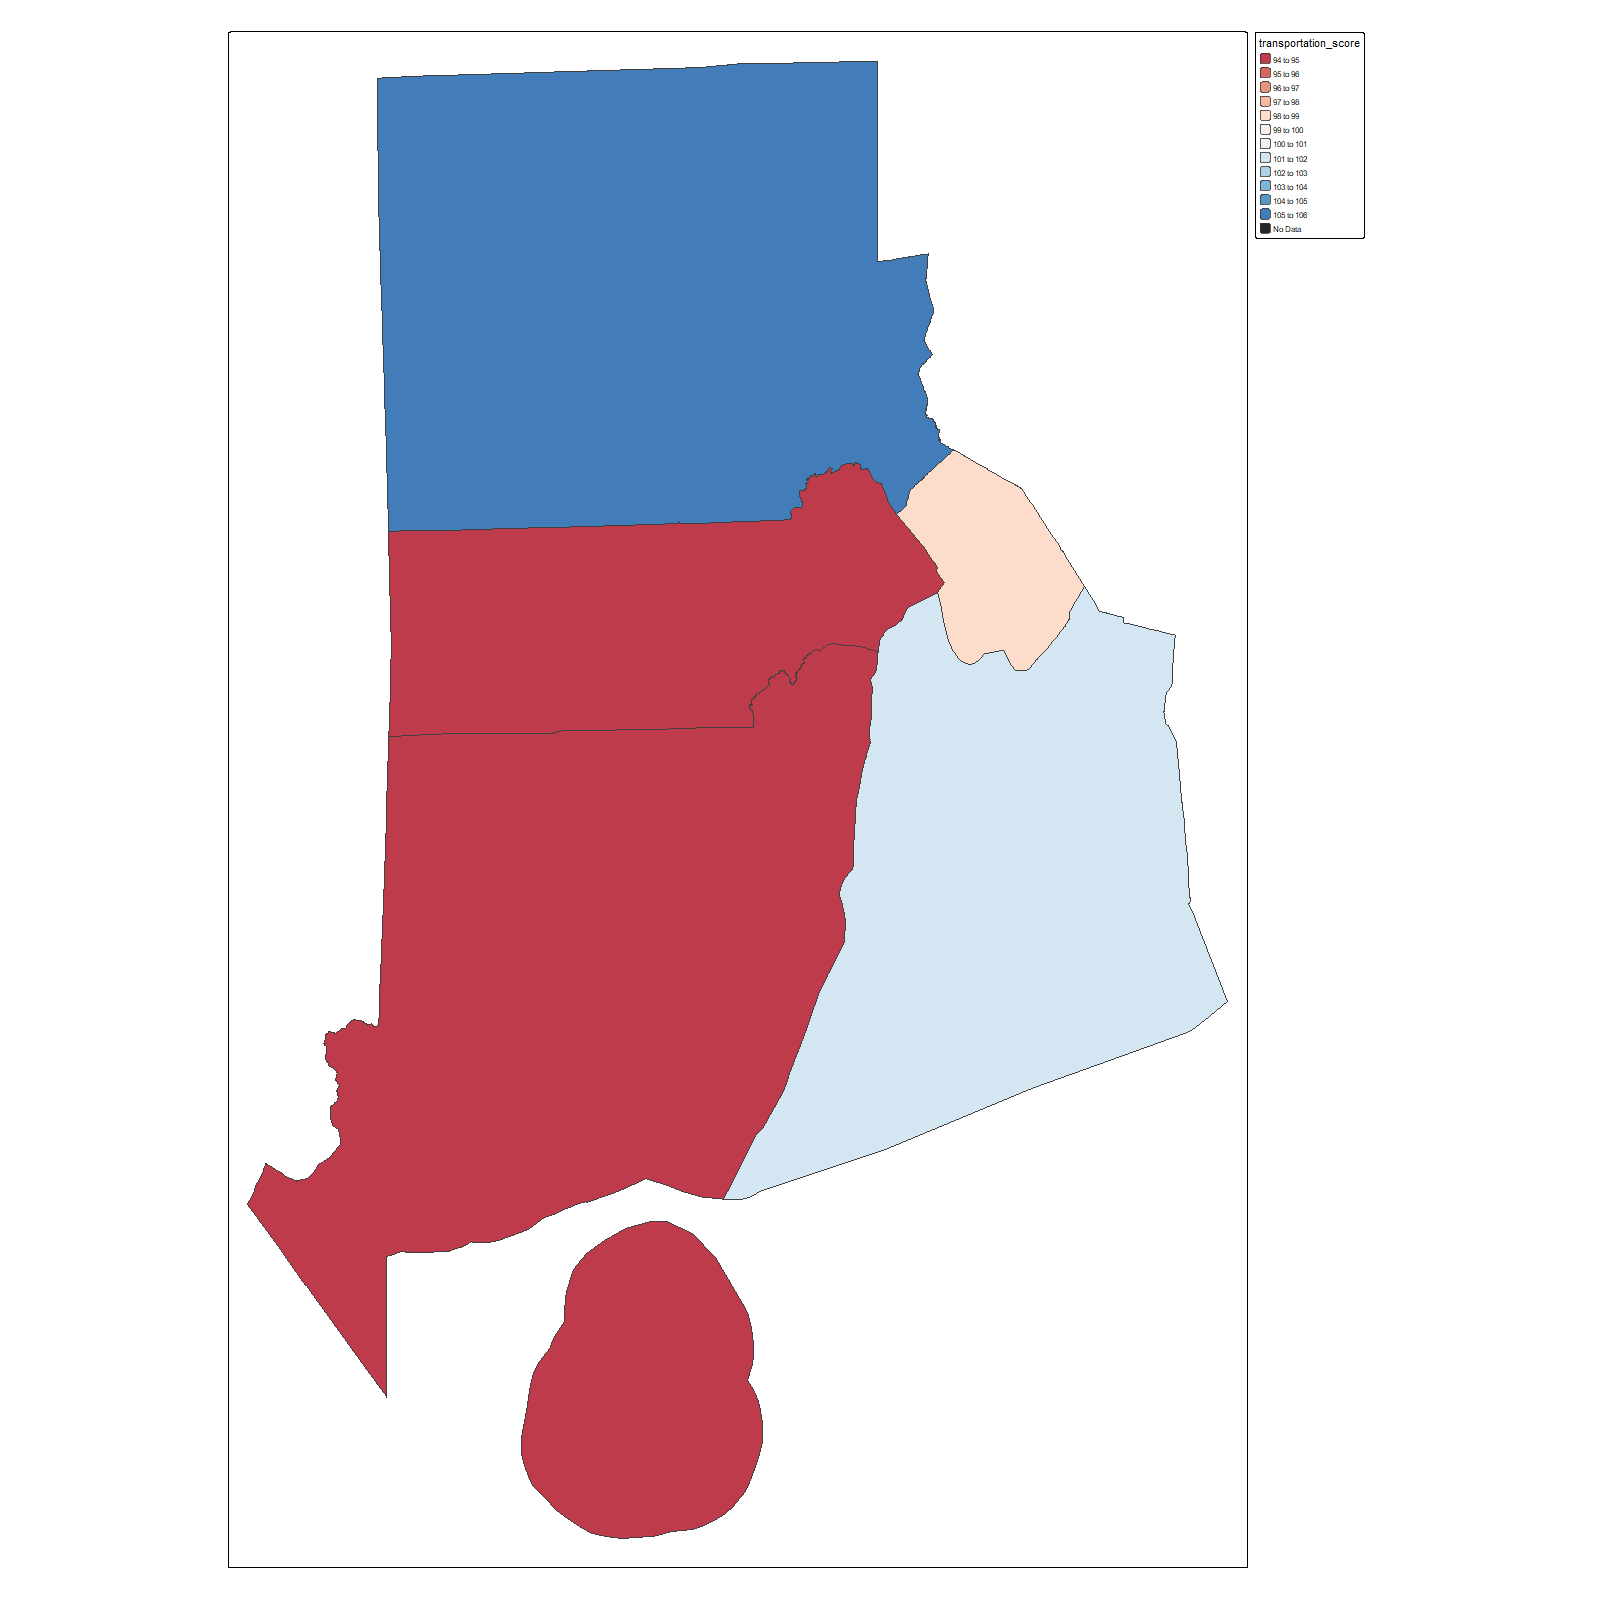 transportation_score
94 to 95
95 to 96
96 to 97
97 to 98
98 to 99
99 to 100
100 to 101
101 to 102
102 to 103
103 to 104
104 to 105
105 to 106
No Data